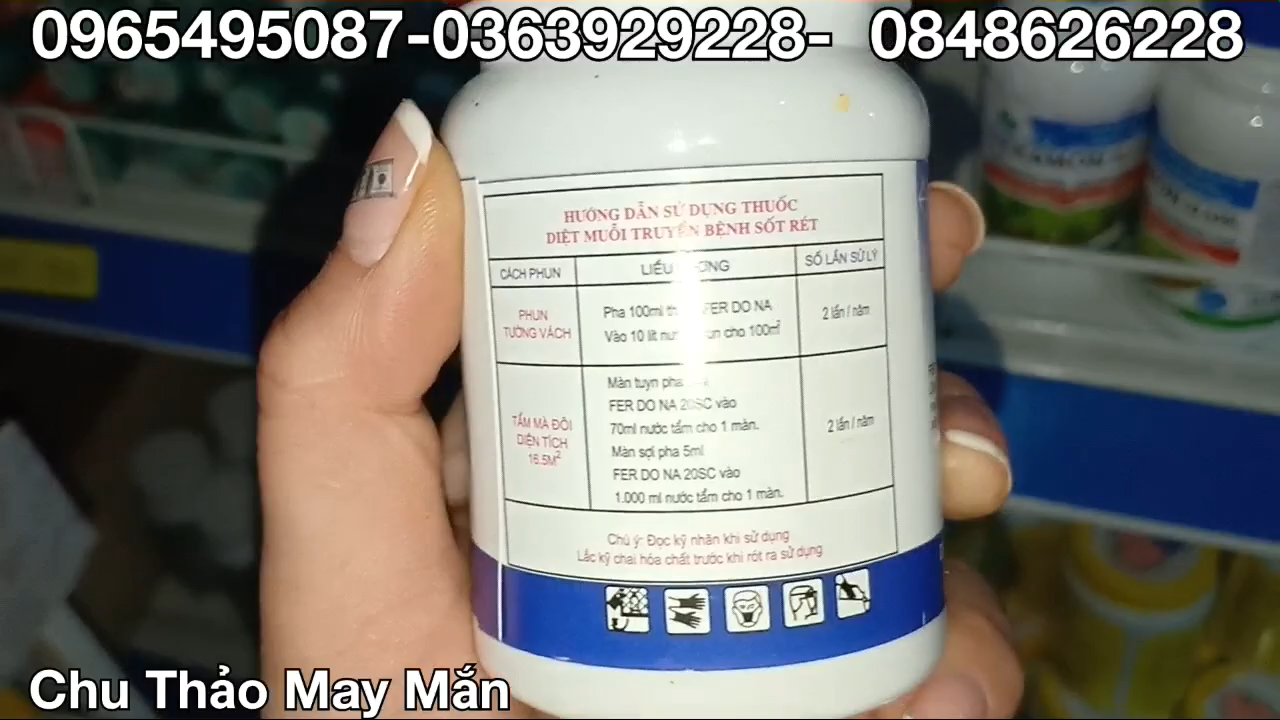 0965495087-0363929228- 0848626228
HƯỚNG DẪN SỬ DỤNG THUỐC
DIỆT MUỖI TRUYỀN BỆNH SỐT RÉT
CÁCH PHUN
LIỀU
SỐ LẦN SỬ LÝ
PHUN
TƯỜNG VÁCH
Pha 100ml FER DO NA
Vào 10 lít cho 100m²
2 lần / năm
TẨM MÀ ĐÔI
DIỆN TÍCH
16.5M²
Màn tuyn pha
FER DO NA 20SC vào
70ml nước tẩm cho 1 màn.
Màn sợi pha 5ml
FER DO NA 20SC vào
1.000 ml nước tẩm cho 1 màn.
2 lần / năm
Chú ý: Đọc kỹ nhãn khi sử dụng
Lắc kỹ chai hóa chất trước khi rót ra sử dụng
Chu Thảo May Mắn